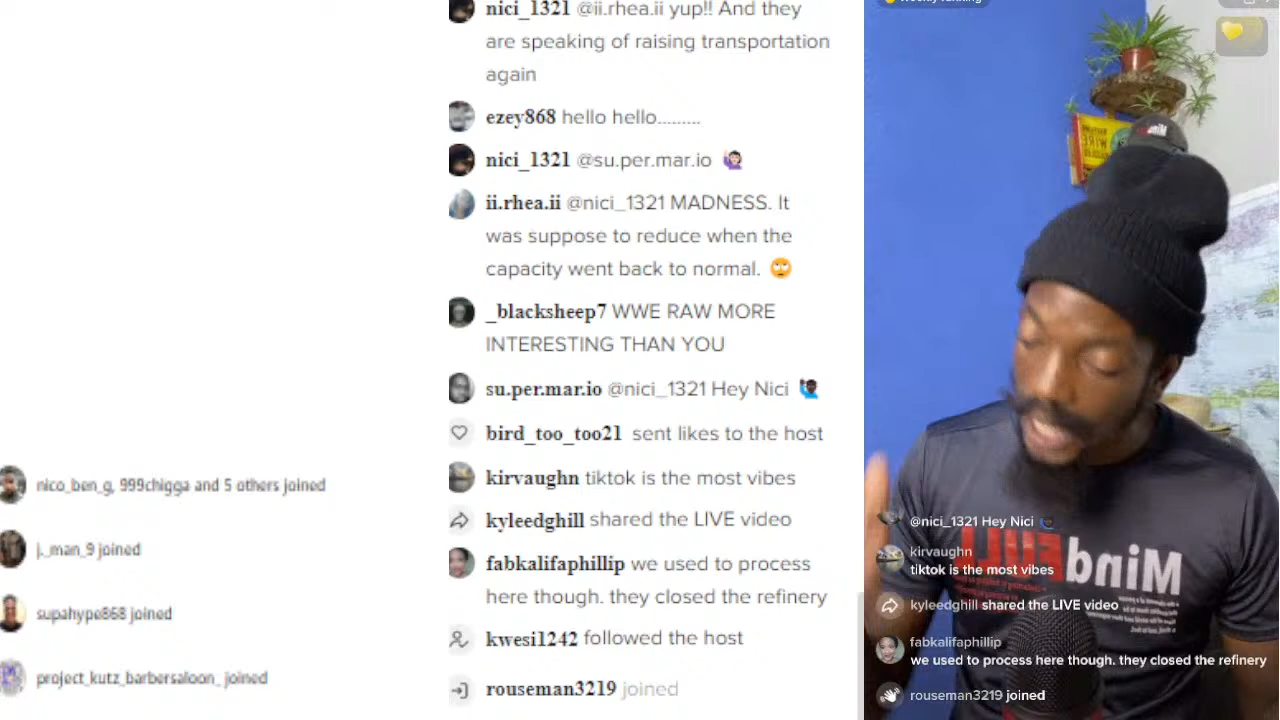 nico_ben_g, 999chigga and 5 others joined
j._man_9 joined
supahype868 joined
project_kutz_barbersaloon_ joined
nici_1321 @ii.rhea.ii yup!! And they
are speaking of raising transportation
again
ezey868 hello hello.........
nici_1321 @su.per.mar.io 🙋🏻‍♀️
ii.rhea.ii @nici_1321 MADNESS. It
was suppose to reduce when the
capacity went back to normal. 🙄
_blacksheep7 WWE RAW MORE
INTERESTING THAN YOU
su.per.mar.io @nici_1321 Hey Nici 🙋🏿‍♂️
bird_too_too21 sent likes to the host
kirvaughn tiktok is the most vibes
kyleedghill shared the LIVE video
fabkalifaphillip we used to process
here though. they closed the refinery
kwesi1242 followed the host
rouseman3219 joined
@nici_1321 Hey Nici 🙋🏿‍♂️
kirvaughn
tiktok is the most vibes
kyleedghill shared the LIVE video
fabkalifaphillip
we used to process here though. they closed the refinery
rouseman3219 joined
MindFULL
WIRE